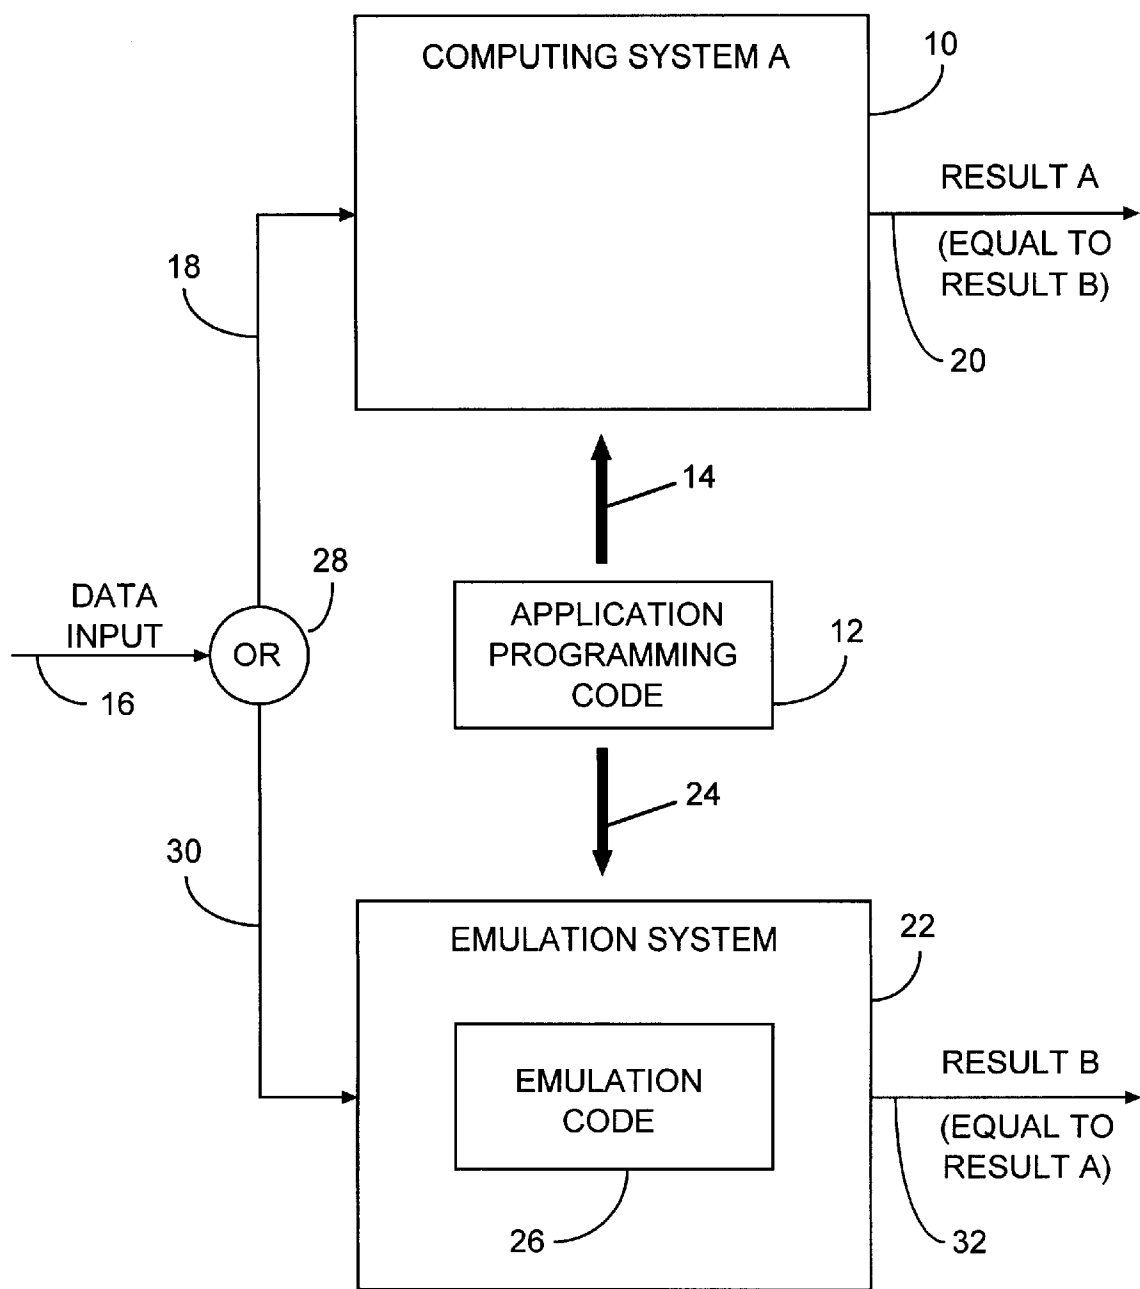 COMPUTING SYSTEM A
10
RESULT A
(EQUAL TO
RESULT B)
18
20
14
28
DATA
INPUT
OR
APPLICATION
PROGRAMMING
CODE
12
16
24
30
EMULATION SYSTEM
22
EMULATION
CODE
RESULT B
(EQUAL TO
RESULT A)
26
32